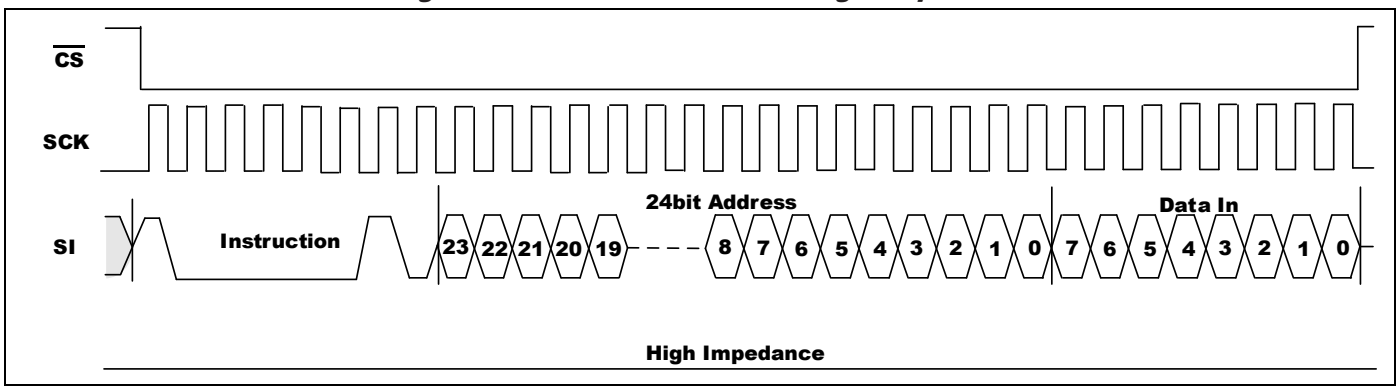 CS
SCK
24bit Address
Data In
SI
Instruction
23 22 21 20 19 8 7 6 5 4 3 2 1 0 7 6 5 4 3 2 1 0
High Impedance